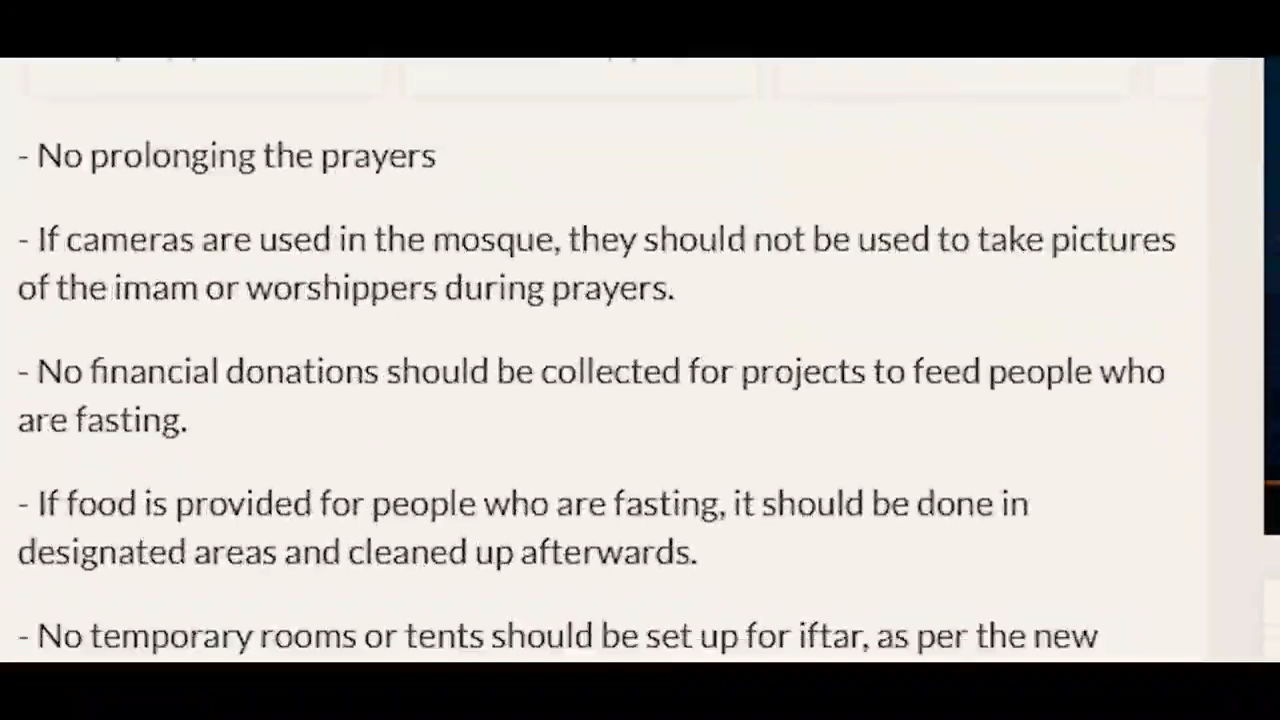 - No prolonging the prayers
- If cameras are used in the mosque, they should not be used to take pictures
of the imam or worshippers during prayers.
- No financial donations should be collected for projects to feed people who
are fasting.
- If food is provided for people who are fasting, it should be done in
designated areas and cleaned up afterwards.
- No temporary rooms or tents should be set up for iftar, as per the new